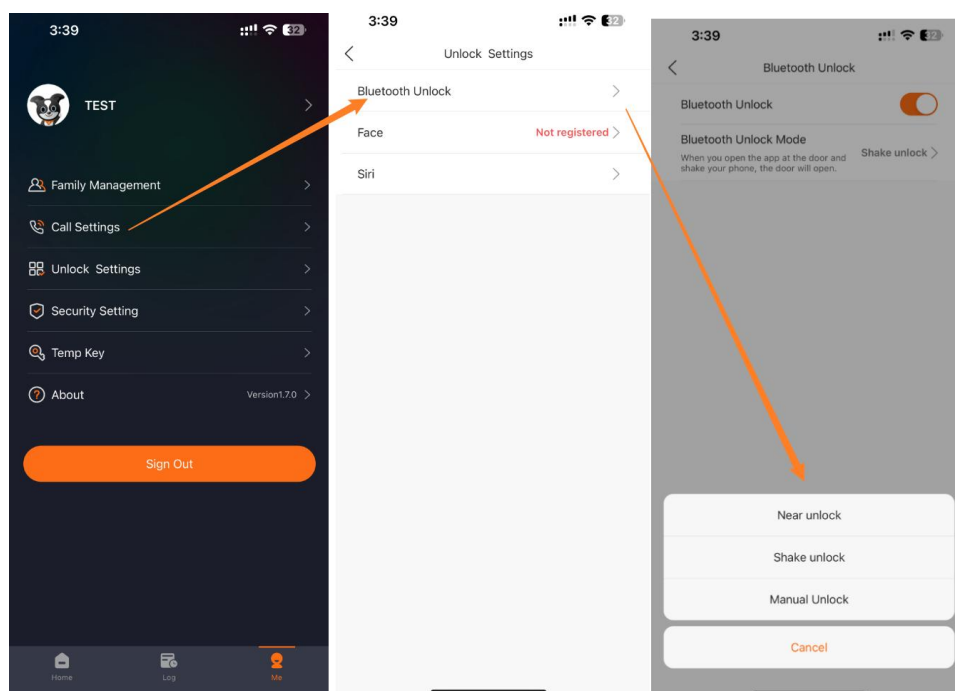 3:39
32
TEST
Family Management
Call Settings
Unlock Settings
Security Setting
Temp Key
About
Version1.7.0
Sign Out
Home
Log
Me
3:39
32
Unlock Settings
Bluetooth Unlock
Face
Not registered
Siri
3:39
32
Bluetooth Unlock
Bluetooth Unlock
Bluetooth Unlock Mode
When you open the app at the door and
shake your phone, the door will open.
Shake unlock
Near unlock
Shake unlock
Manual Unlock
Cancel